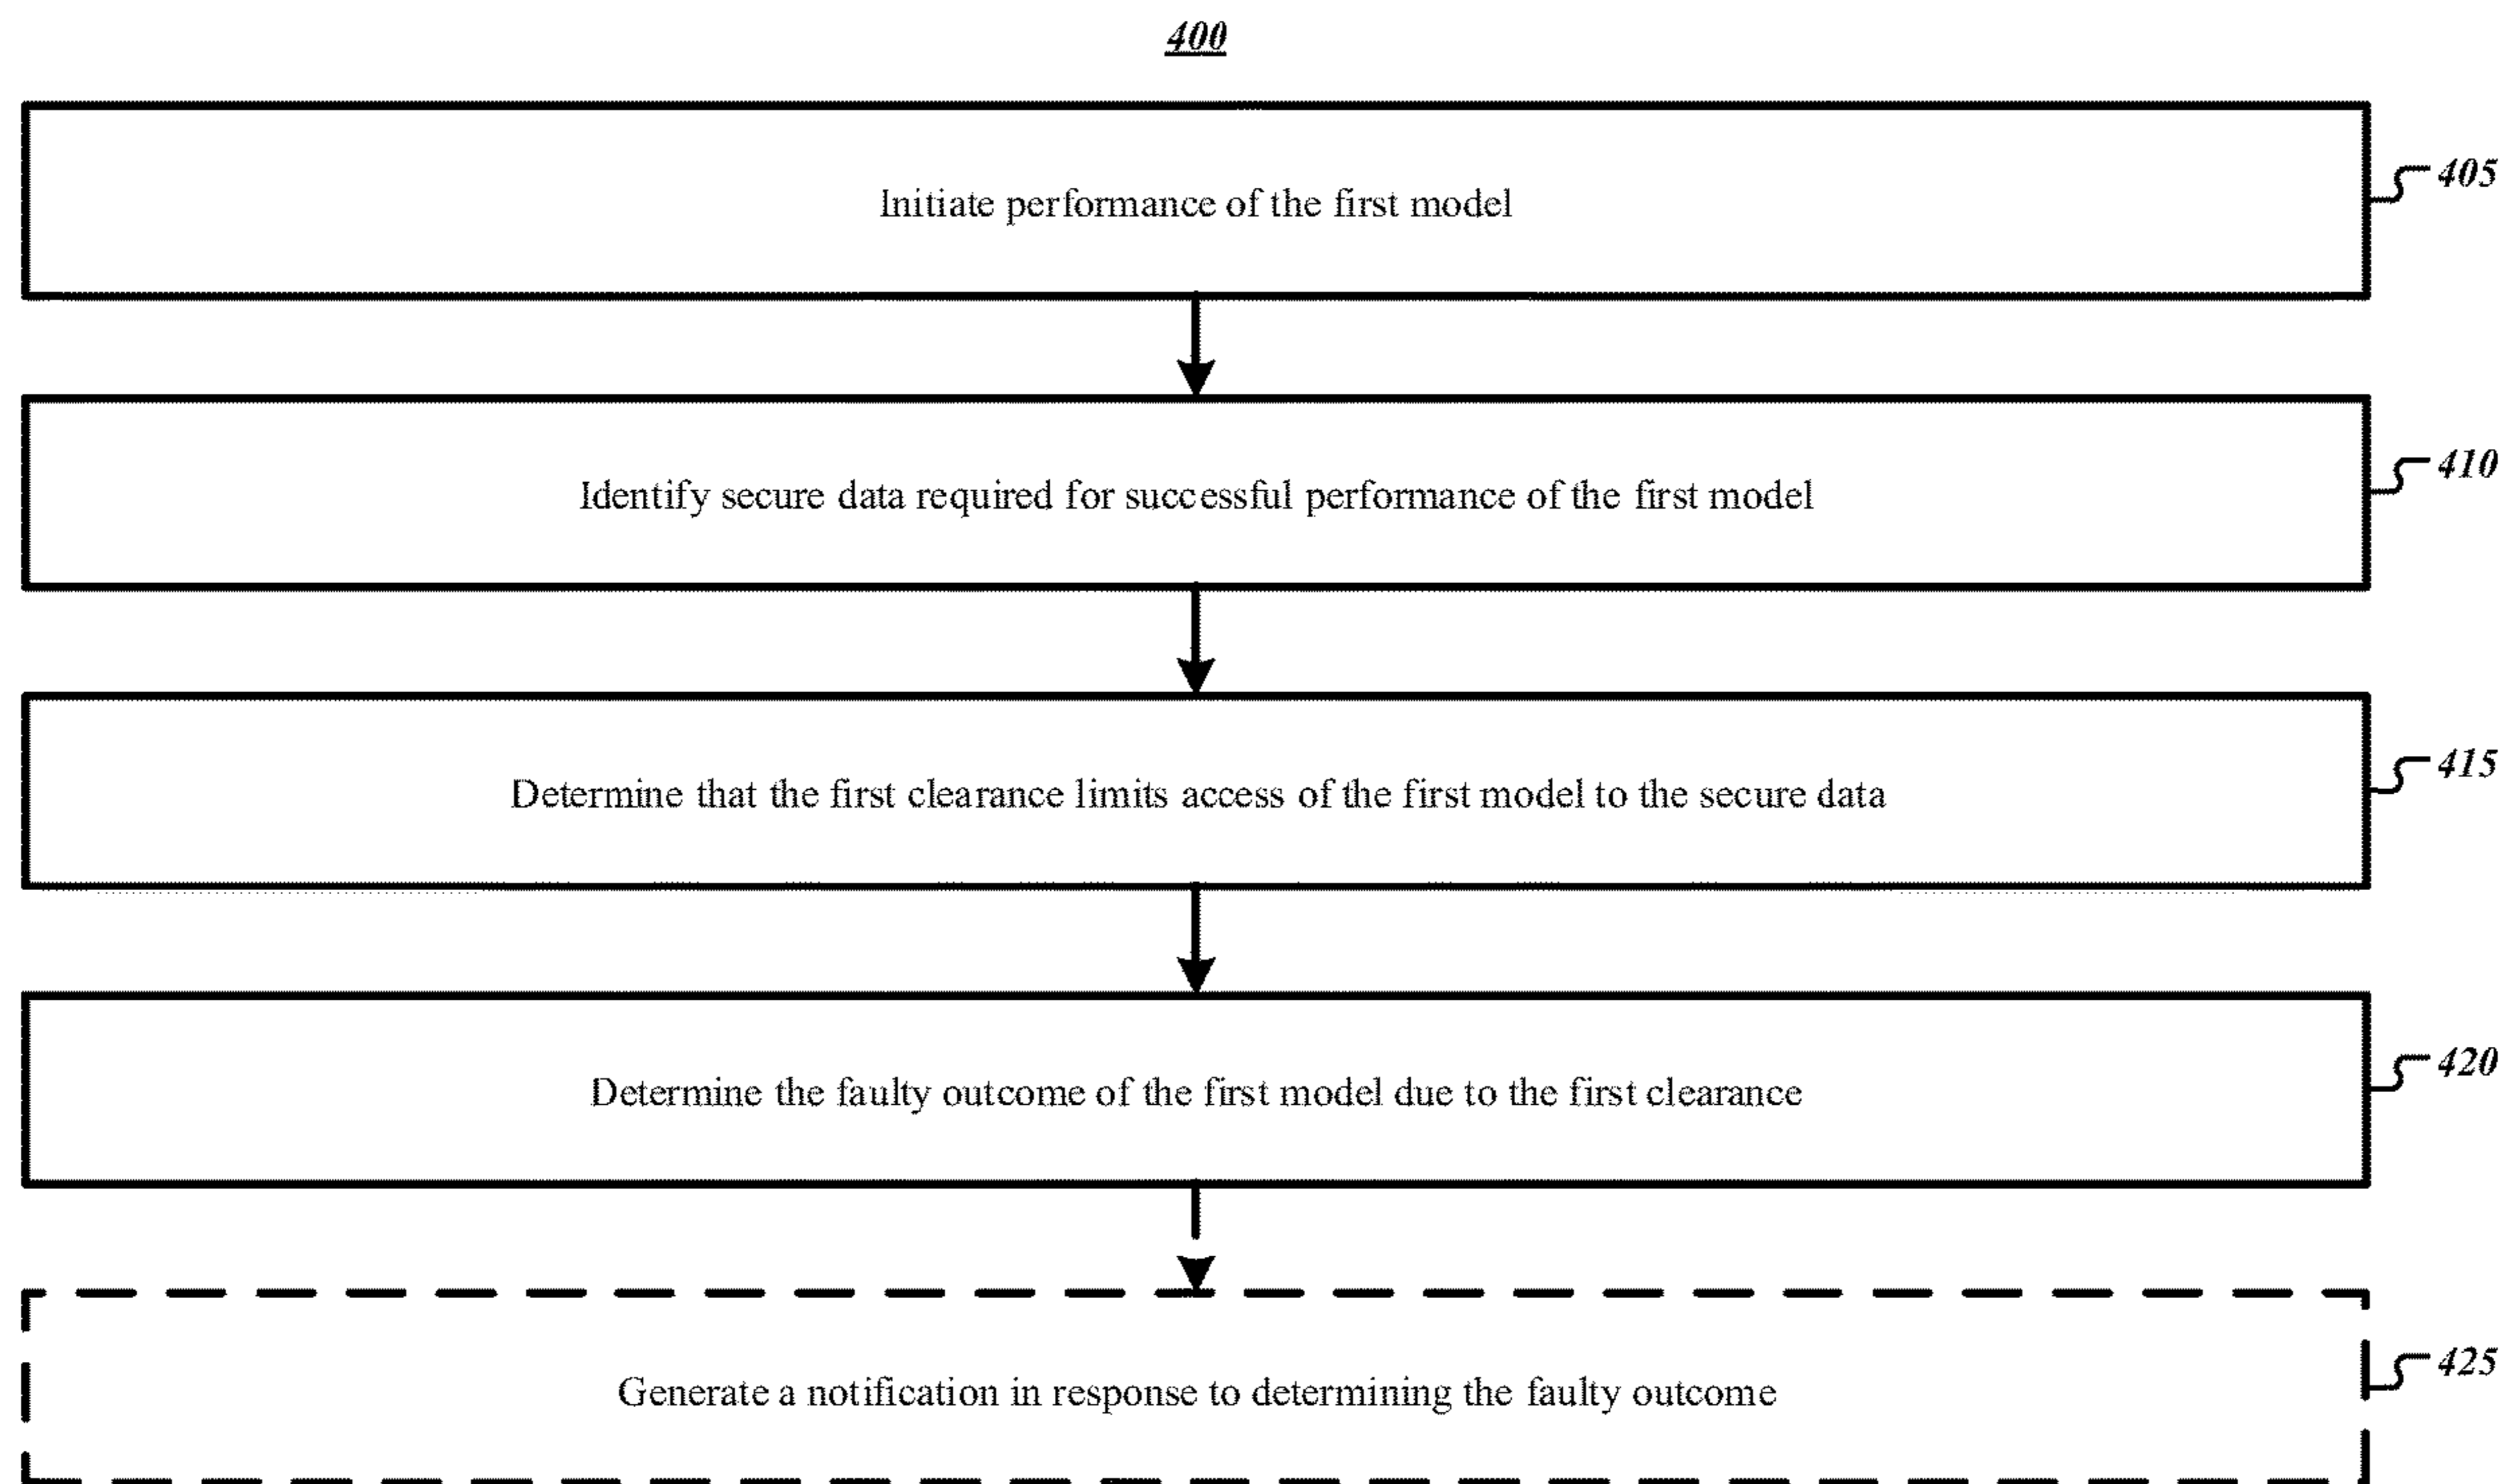 400
Initiate performance of the first model
405
Identify secure data required for successful performance of the first model
410
Determine that the first clearance limits access of the first model to the secure data
415
Determine the faulty outcome of the first model due to the first clearance
420
Generate a notification in response to determining the faulty outcome
425